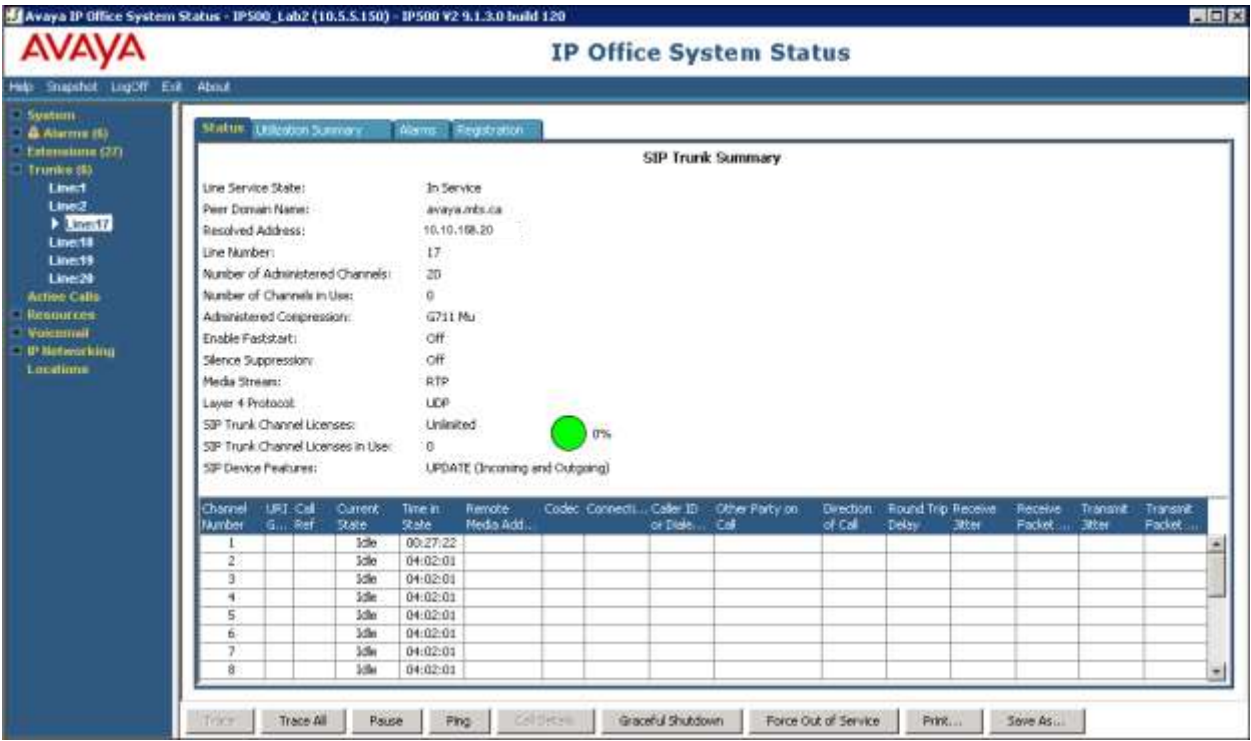 Avaya IP Office System Status - IP500_Lab2 (10.5.5.150) - IP500 V2 9.1.3.0 build 120
AVAYA
IP Office System Status
Help Snapshot LogOff Exit About
System
Alarms (6)
Extensions (27)
Trunks (6)
Line:1
Line:2
Line:17
Line:18
Line:19
Line:20
Active Calls
Resources
Voicemail
IP Networking
Locations
Status Utilization Summary Alarms Registration
SIP Trunk Summary
Line Service State: In Service
Peer Domain Name: avaya.mts.ca
Resolved Address: 10.10.168.20
Line Number: 17
Number of Administered Channels: 20
Number of Channels in Use: 0
Administered Compression: G711 Mu
Enable Faststart: Off
Silence Suppression: Off
Media Stream: RTP
Layer 4 Protocol: UDP
SIP Trunk Channel Licenses: Unlimited
0%
SIP Trunk Channel Licenses in Use: 0
SIP Device Features: UPDATE (Incoming and Outgoing)
Channel Number URI G... Call Ref Current State Time in State Remote Media Add... Codec Connecti... Caller ID or Diale... Other Party on Call Direction of Call Round Trip Delay Receive Jitter Receive Packet ... Transmit Jitter Transmit Packet ...
1 Idle 00:27:22
2 Idle 04:02:01
3 Idle 04:02:01
4 Idle 04:02:01
5 Idle 04:02:01
6 Idle 04:02:01
7 Idle 04:02:01
8 Idle 04:02:01
Trace Trace All Pause Ping Call Details Graceful Shutdown Force Out of Service Print... Save As...